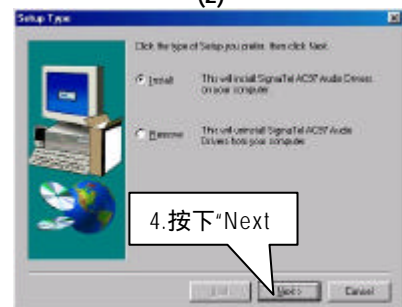 (2)
Setup Type
Click the type of Setup you prefer, then click Next.
Install
This will install SigmaTel AC97 Audio Drivers
on your computer
Remove
This will uninstall SigmaTel AC97 Audio
Drivers from your computer.
4.按下“Next
Next >
Cancel